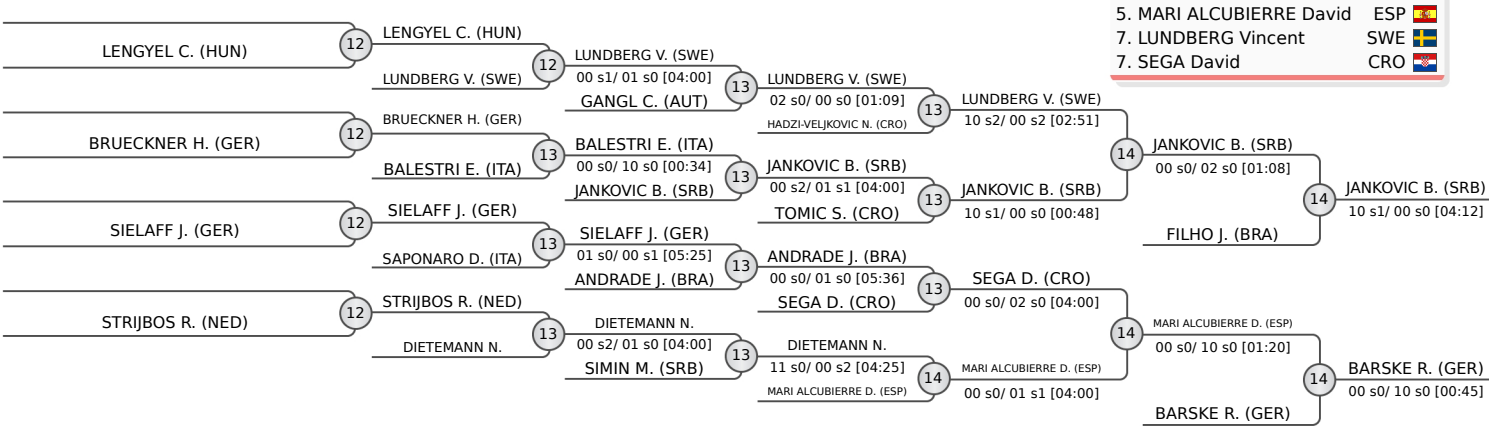 5. MARI ALCUBIERRE David ESP
7. LUNDBERG Vincent SWE
7. SEGA David CRO
LENGYEL C. (HUN)
12
BRUECKNER H. (GER)
12
SIELAFF J. (GER)
12
STRIJBOS R. (NED)
12
LENGYEL C. (HUN)
12
LUNDBERG V. (SWE)
BRUECKNER H. (GER)
13
BALESTRI E. (ITA)
SIELAFF J. (GER)
13
SAPONARO D. (ITA)
STRIJBOS R. (NED)
13
DIETEMANN N.
LUNDBERG V. (SWE)
00 s1/ 01 s0 [04:00]
13
GANGL C. (AUT)
BALESTRI E. (ITA)
00 s0/ 10 s0 [00:34]
13
JANKOVIC B. (SRB)
SIELAFF J. (GER)
01 s0/ 00 s1 [05:25]
13
ANDRADE J. (BRA)
DIETEMANN N.
00 s2/ 01 s0 [04:00]
13
SIMIN M. (SRB)
LUNDBERG V. (SWE)
02 s0/ 00 s0 [01:09]
13
HADZI-VELJKOVIC N. (CRO)
JANKOVIC B. (SRB)
00 s2/ 01 s1 [04:00]
13
TOMIC S. (CRO)
ANDRADE J. (BRA)
00 s0/ 01 s0 [05:36]
13
SEGA D. (CRO)
DIETEMANN N.
11 s0/ 00 s2 [04:25]
14
MARI ALCUBIERRE D. (ESP)
LUNDBERG V. (SWE)
10 s2/ 00 s2 [02:51]
14
JANKOVIC B. (SRB)
10 s1/ 00 s0 [00:48]
SEGA D. (CRO)
00 s0/ 02 s0 [04:00]
14
MARI ALCUBIERRE D. (ESP)
00 s0/ 01 s1 [04:00]
JANKOVIC B. (SRB)
00 s0/ 02 s0 [01:08]
14
FILHO J. (BRA)
MARI ALCUBIERRE D. (ESP)
00 s0/ 10 s0 [01:20]
14
BARSKE R. (GER)
JANKOVIC B. (SRB)
10 s1/ 00 s0 [04:12]
BARSKE R. (GER)
00 s0/ 10 s0 [00:45]